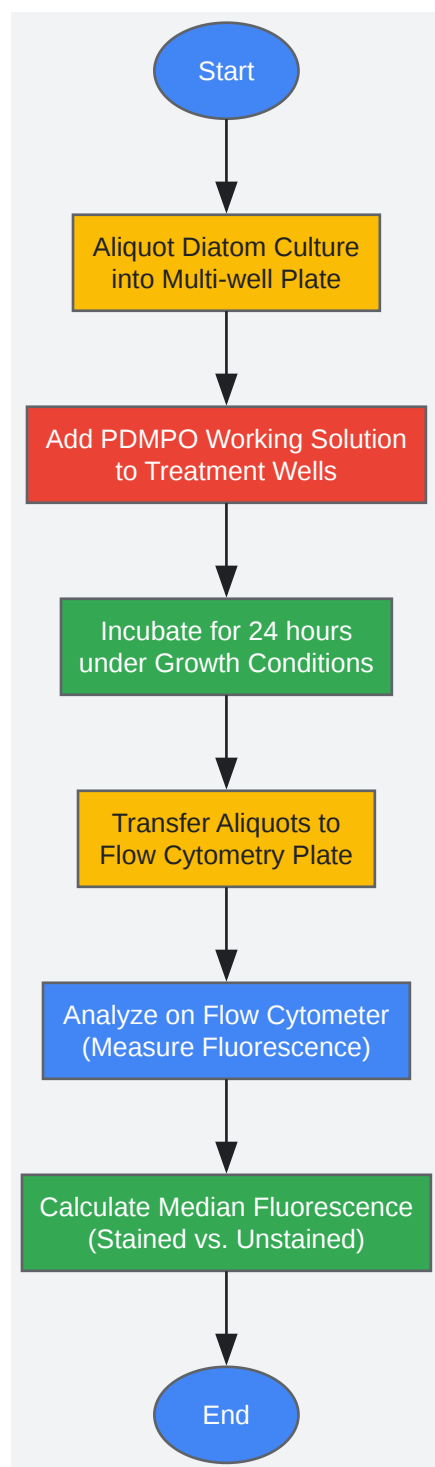 Start
Aliquot Diatom Culture
into Multi-well Plate
Add PDMPO Working Solution
to Treatment Wells
Incubate for 24 hours
under Growth Conditions
Transfer Aliquots to
Flow Cytometry Plate
Analyze on Flow Cytometer
(Measure Fluorescence)
Calculate Median Fluorescence
(Stained vs. Unstained)
End